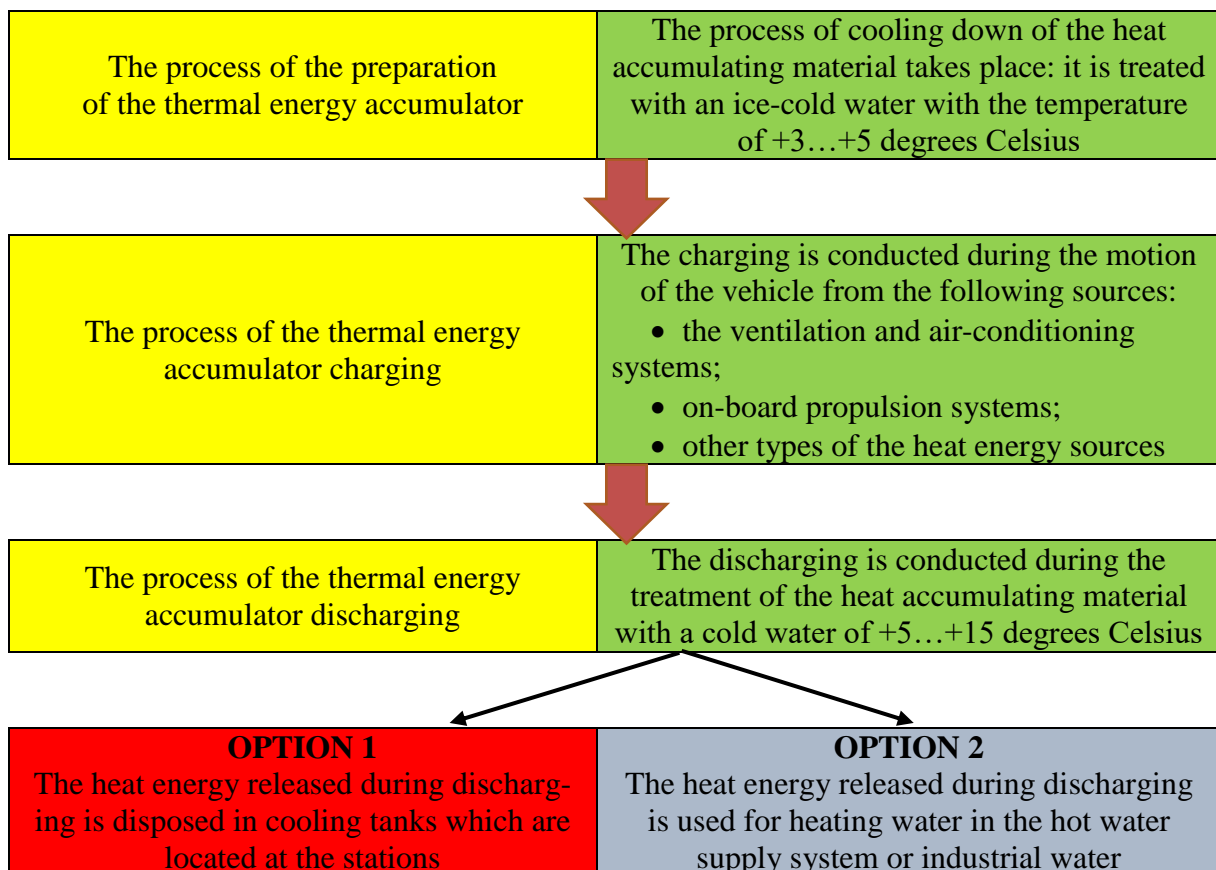 The process of the preparation
of the thermal energy accumulator
The process of cooling down of the heat
accumulating material takes place: it is treated
with an ice-cold water with the temperature
of +3…+5 degrees Celsius
The process of the thermal energy
accumulator charging
The charging is conducted during the motion
of the vehicle from the following sources:
• the ventilation and air-conditioning
systems;
• on-board propulsion systems;
• other types of the heat energy sources
The process of the thermal energy
accumulator discharging
The discharging is conducted during the
treatment of the heat accumulating material
with a cold water of +5…+15 degrees Celsius
OPTION 1
The heat energy released during discharg-
ing is disposed in cooling tanks which are
located at the stations
OPTION 2
The heat energy released during discharging
is used for heating water in the hot water
supply system or industrial water